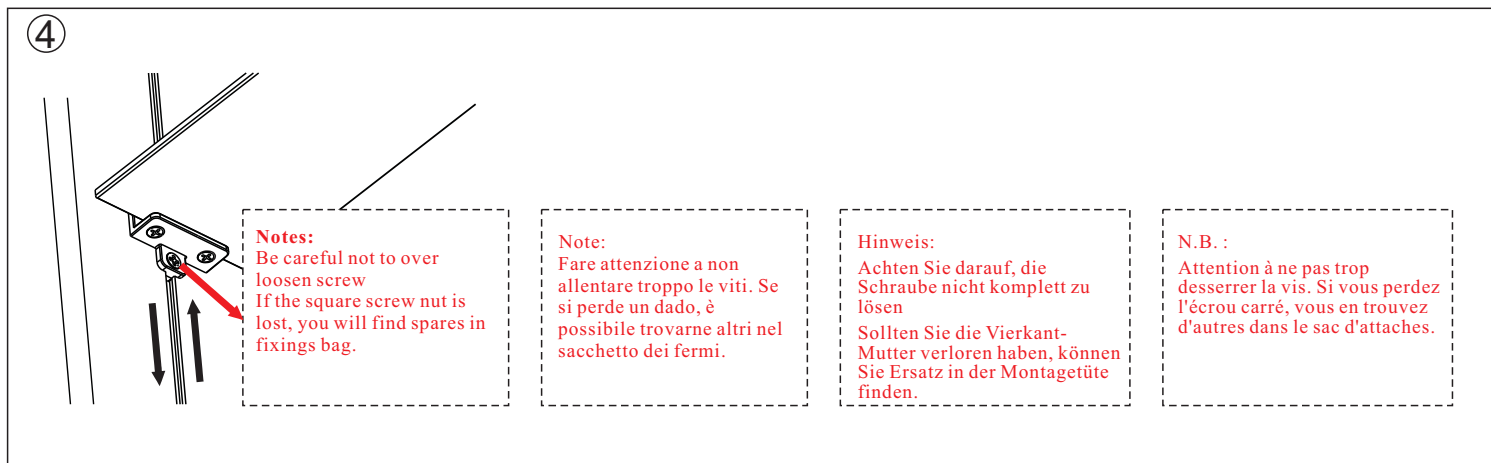 ④
Notes:
Be careful not to over
loosen screw
If the square screw nut is
lost, you will find spares in
fixings bag.
Note:
Fare attenzione a non
allentare troppo le viti. Se
si perde un dado, è
possibile trovarne altri nel
sacchetto dei fermi.
Hinweis:
Achten Sie darauf, die
Schraube nicht komplett zu
lösen
Sollten Sie die Vierkant-
Mutter verloren haben, können
Sie Ersatz in der Montagetüte
finden.
N.B. :
Attention à ne pas trop
desserrer la vis. Si vous perdez
l'écrou carré, vous en trouvez
d'autres dans le sac d'attaches.